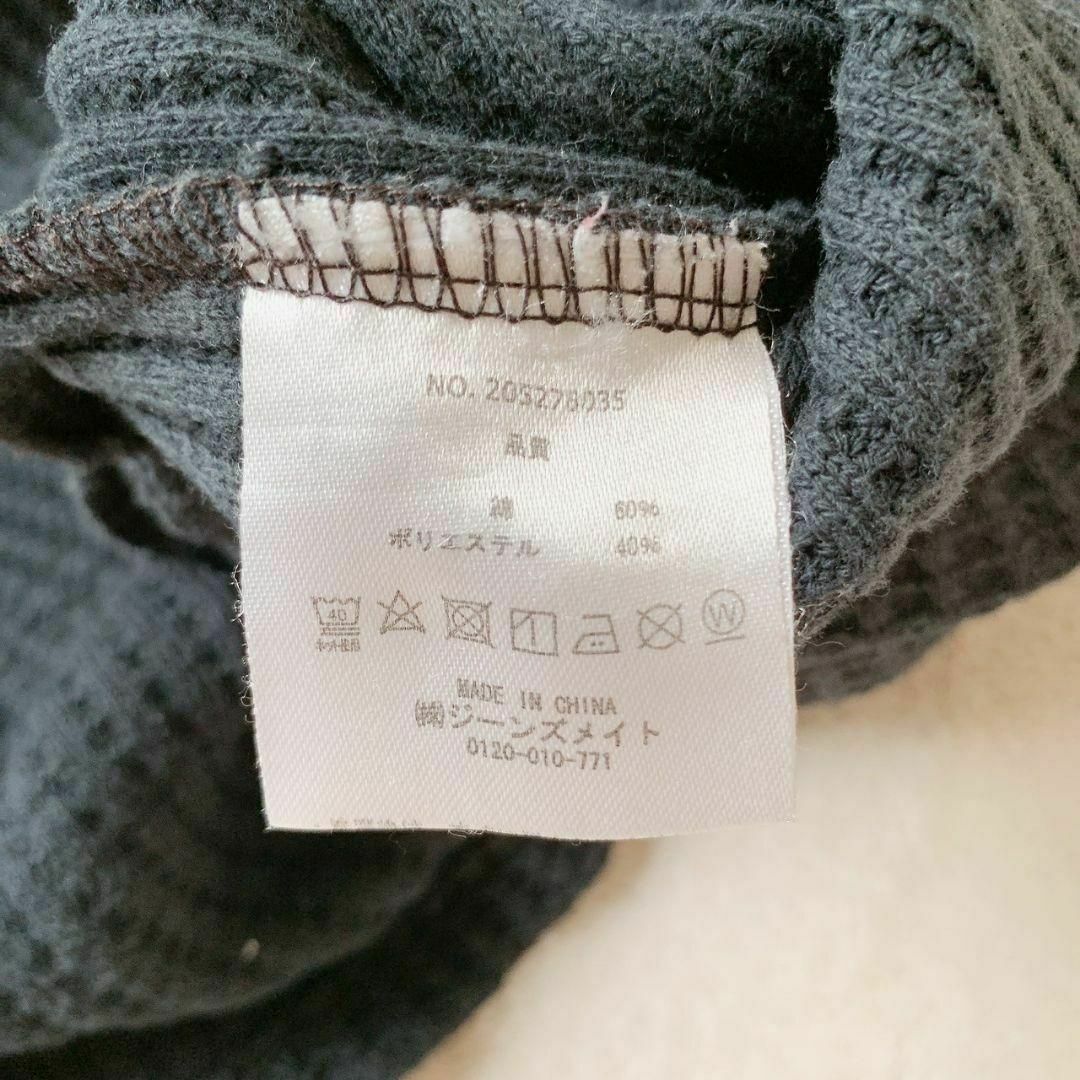 NO. 205278035
品質
綿 60%
ポリエステル 40%
40 W
ネット使用
MADE IN CHINA
㈱ジーンズメイト
0120-010-771